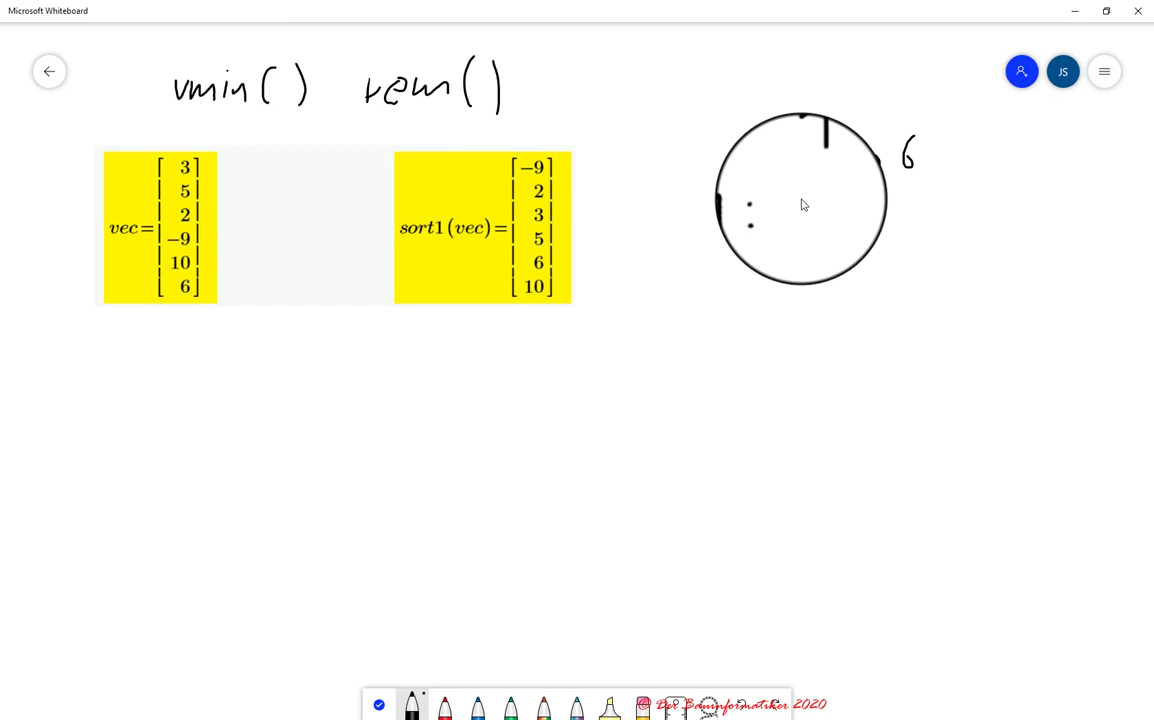 Microsoft Whiteboard
vmin( ) rem( )
JS
6
vec= [ 3 5 2 −9 10 6 ]
sort1(vec)= [ −9 2 3 5 6 10 ]
© Der Bauinformatiker 2020